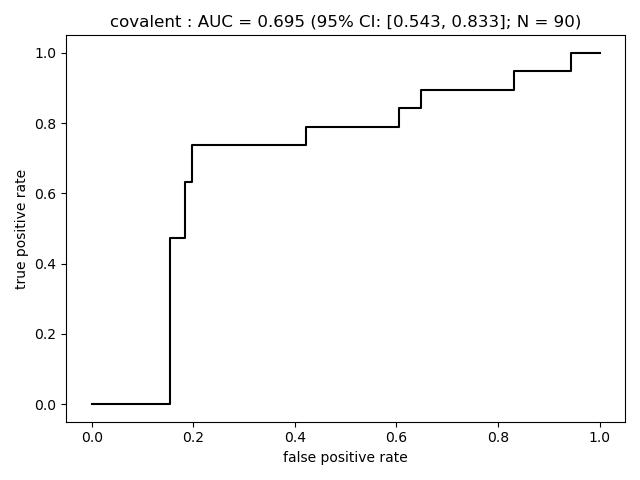 covalent : AUC = 0.695 (95% CI: [0.543, 0.833]; N = 90)
1.0
0.8
0.6
0.4
0.2
0.0
true positive rate
0.0 0.2 0.4 0.6 0.8 1.0
false positive rate